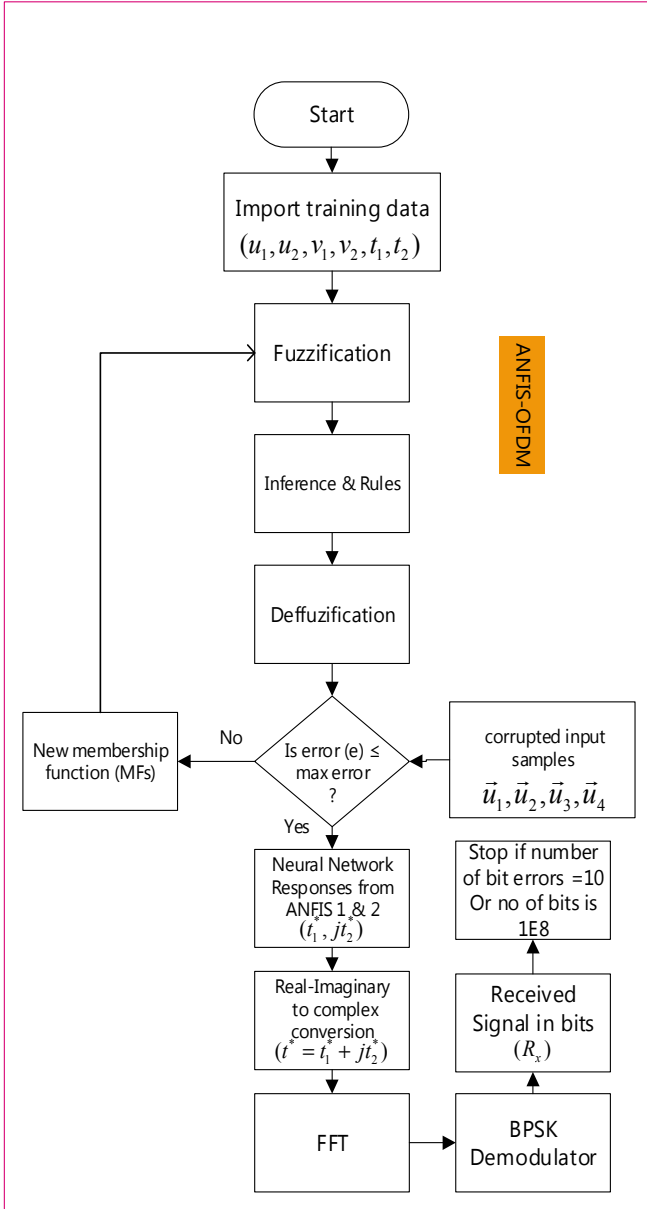 Start
Import training data
(u₁, u₂, v₁, v₂, t₁, t₂)
Fuzzification
ANFIS-OFDM
Inference & Rules
Deffuzification
No
New membership
function (MFs)
Is error (e) ≤
max error
?
corrupted input
samples
u⃗₁, u⃗₂, u⃗₃, u⃗₄
Yes
Neural Network
Responses from
ANFIS 1 & 2
(t₁*, jt₂*)
Real-Imaginary
to complex
conversion
(t* = t₁* + jt₂*)
FFT
BPSK
Demodulator
Received
Signal in bits
(Rₓ)
Stop if number
of bit errors =10
Or no of bits is
1E8